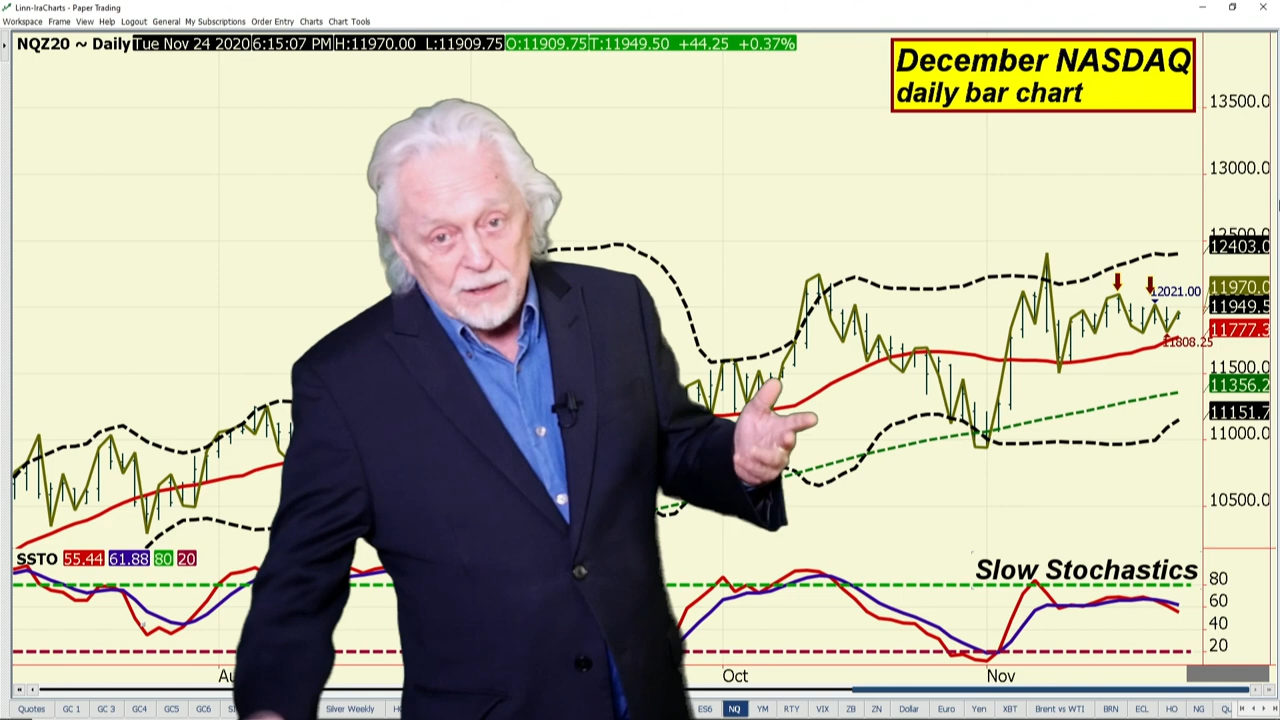 Linn-IraCharts - Paper Trading
Workspace Frame View Help Logout General My Subscriptions Order Entry Charts Chart Tools
NQZ20 ~ Daily Tue Nov 24 2020 6:15:07 PM H:11970.00 L:11909.75 O:11909.75 T:11949.50 +44.25 +0.37%
December NASDAQ
daily bar chart
13500.0
13000.0
12403.0
12021.00
11970.0
11949.5
11777.3
11808.25
11500.0
11356.2
11151.7
11000.0
10500.0
SSTO 55.44 61.88 80 20
Slow Stochastics
80
60
40
20
Oct Nov
Quotes GC 1 GC 3 GC4 GC5 GC6 Silver Weekly ES6 NQ YM RTY VIX ZB ZN Dollar Euro Yen XBT Brent vs WTI BRN ECL HO NG